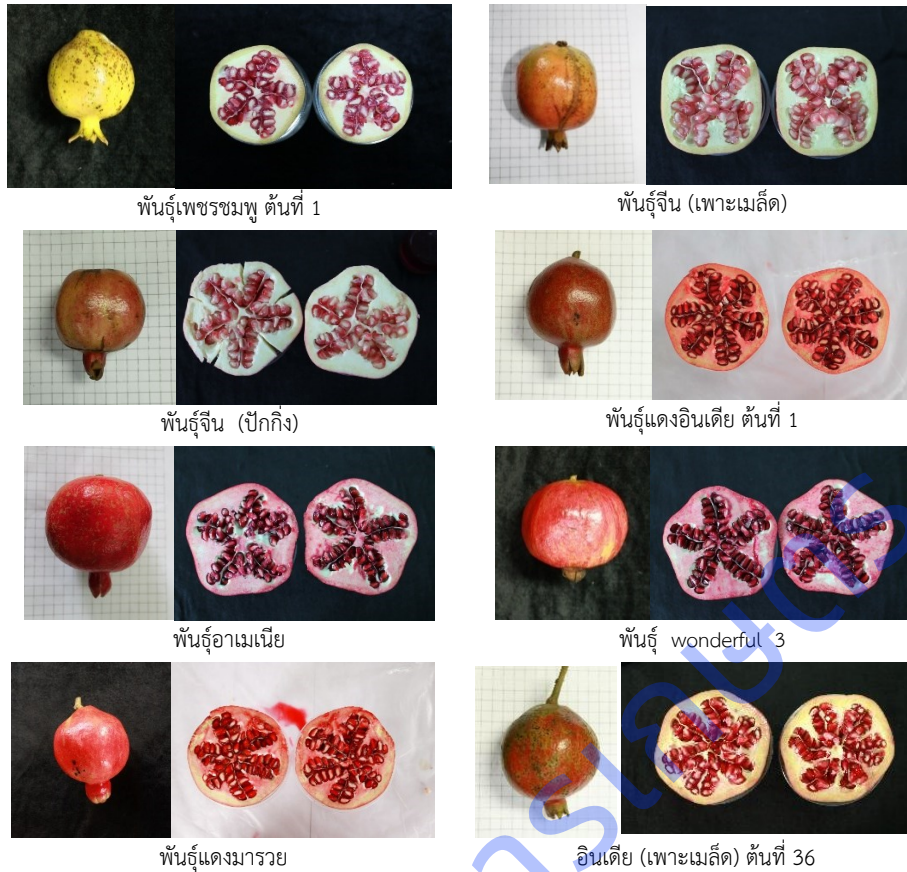 พันธุ์เพชรชมพู ต้นที่ 1
พันธุ์จีน (เพาะเมล็ด)
พันธุ์จีน (ปักกิ่ง)
พันธุ์แดงอินเดีย ต้นที่ 1
พันธุ์อาเมเนีย
พันธุ์ wonderful 3
พันธุ์แดงมารวย
อินเดีย (เพาะเมล็ด) ต้นที่ 36